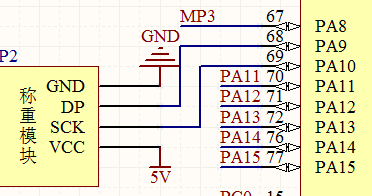 MP3 67 PA8
GND 68 PA9
69 PA10
P2
PA11 70 PA11
GND
PA12 71 PA12
称重模块
DP
PA13 72 PA13
SCK
PA14 76 PA14
VCC
PA15 77 PA15
5V